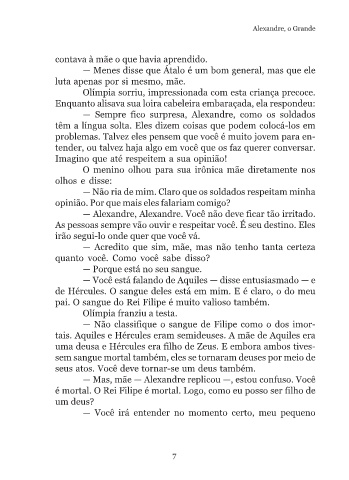 Alexandre, o Grande
contava à mãe o que havia aprendido.
— Menes disse que Átalo é um bom general, mas que ele
luta apenas por si mesmo, mãe.
Olímpia sorriu, impressionada com esta criança precoce.
Enquanto alisava sua loira cabeleira embaraçada, ela respondeu:
— Sempre fico surpresa, Alexandre, como os soldados
têm a língua solta. Eles dizem coisas que podem colocá-los em
problemas. Talvez eles pensem que você é muito jovem para en-
tender, ou talvez haja algo em você que os faz querer conversar.
Imagino que até respeitem a sua opinião!
O menino olhou para sua irônica mãe diretamente nos
olhos e disse:
— Não ria de mim. Claro que os soldados respeitam minha
opinião. Por que mais eles falariam comigo?
— Alexandre, Alexandre. Você não deve ficar tão irritado.
As pessoas sempre vão ouvir e respeitar você. É seu destino. Eles
irão segui-lo onde quer que você vá.
— Acredito que sim, mãe, mas não tenho tanta certeza
quanto você. Como você sabe disso?
— Porque está no seu sangue.
— Você está falando de Aquiles — disse entusiasmado — e
de Hércules. O sangue deles está em mim. E é claro, o do meu
pai. O sangue do Rei Filipe é muito valioso também.
Olímpia franziu a testa.
— Não classifique o sangue de Filipe como o dos imor-
tais. Aquiles e Hércules eram semideuses. A mãe de Aquiles era
uma deusa e Hércules era filho de Zeus. E embora ambos tives-
sem sangue mortal também, eles se tornaram deuses por meio de
seus atos. Você deve tornar-se um deus também.
— Mas, mãe — Alexandre replicou —, estou confuso. Você
é mortal. O Rei Filipe é mortal. Logo, como eu posso ser filho de
um deus?
— Você irá entender no momento certo, meu pequeno
7